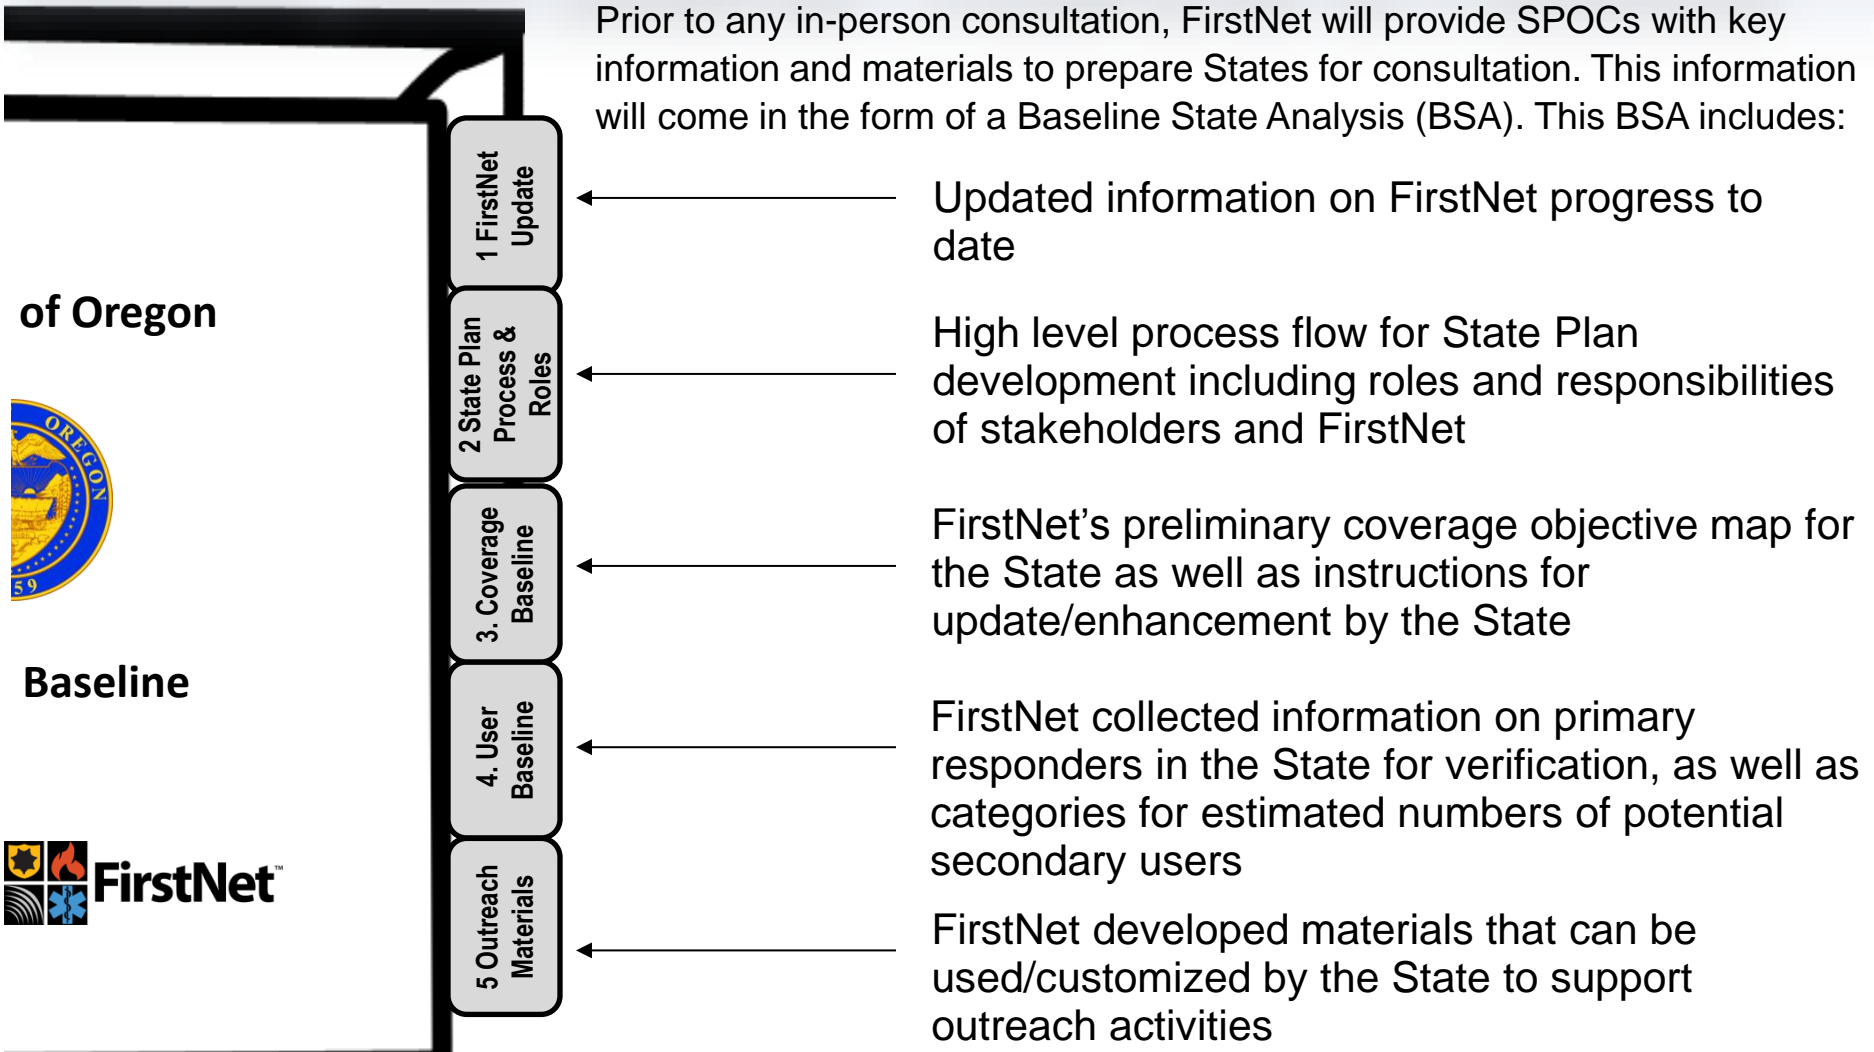 Prior to any in-person consultation, FirstNet will provide SPOCs with key
information and materials to prepare States for consultation. This information
will come in the form of a Baseline State Analysis (BSA). This BSA includes:
1 FirstNet
Update
Updated information on FirstNet progress to
date
of Oregon
2 State Plan
Process &
Roles
High level process flow for State Plan
development including roles and responsibilities
of stakeholders and FirstNet
OREGON
59
3. Coverage
Baseline
FirstNet’s preliminary coverage objective map for
the State as well as instructions for
update/enhancement by the State
Baseline
4. User
Baseline
FirstNet collected information on primary
responders in the State for verification, as well as
categories for estimated numbers of potential
secondary users
FirstNet™
5 Outreach
Materials
FirstNet developed materials that can be
used/customized by the State to support
outreach activities